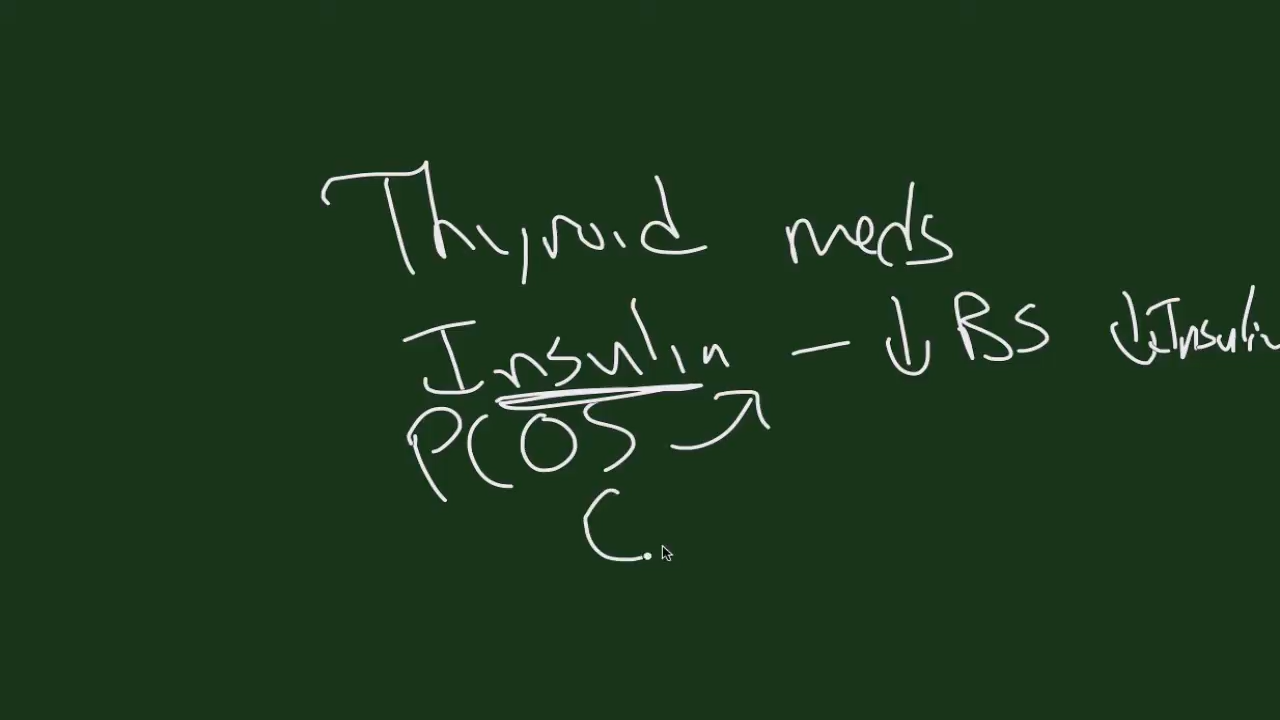 Thyroid meds
Insulin - ↓ BS ↓ Insulin
PCOS ↗
C.